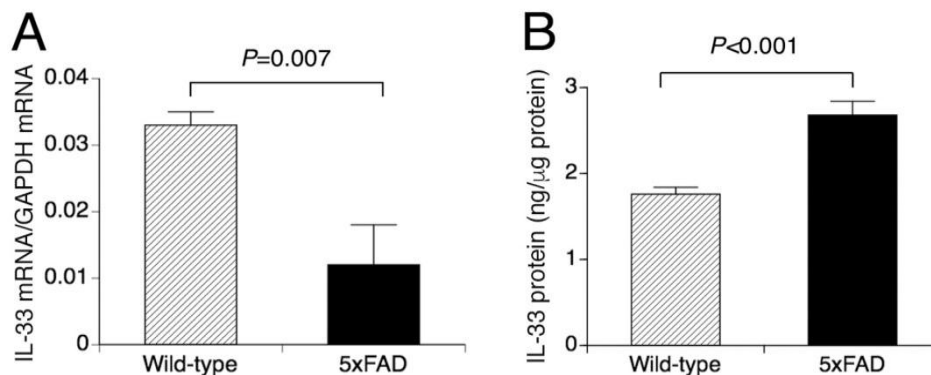 A
P=0.007
IL-33 mRNA/GAPDH mRNA
0.04
0.03
0.02
0.01
0
Wild-type
5xFAD
B
P<0.001
IL-33 protein (ng/µg protein)
3
2
1
0
Wild-type
5xFAD